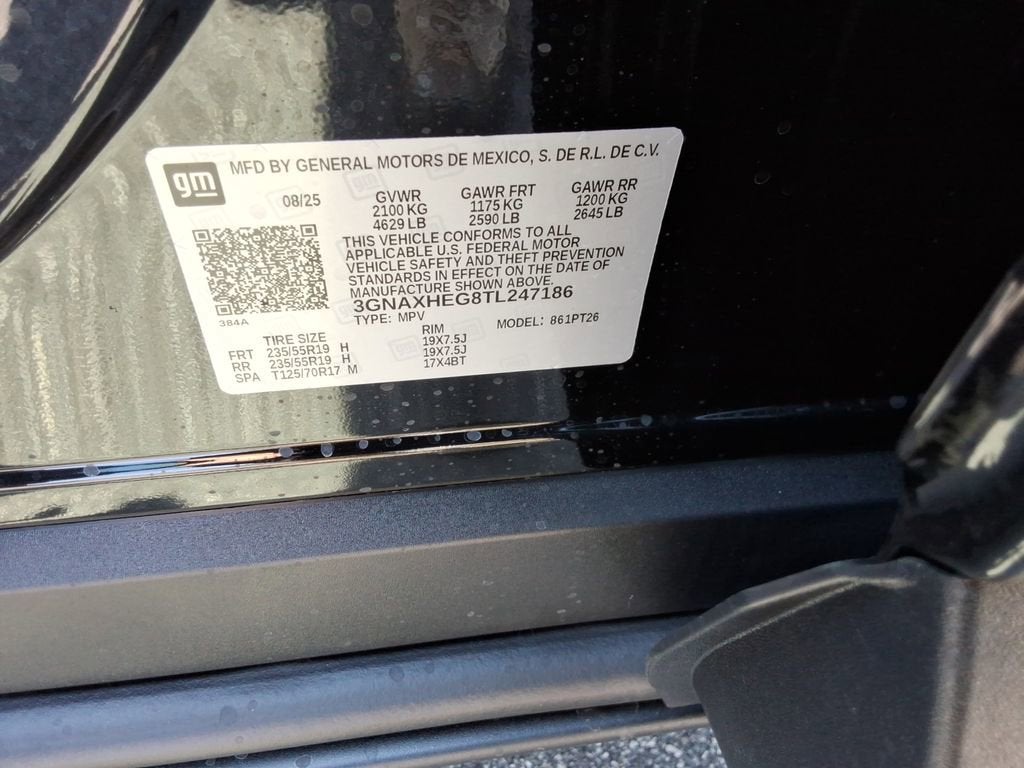 gm
MFD BY GENERAL MOTORS DE MEXICO, S. DE R.L. DE C.V.
08/25 GVWR GAWR FRT GAWR RR
2100 KG 1175 KG 1200 KG
4629 LB 2590 LB 2645 LB
THIS VEHICLE CONFORMS TO ALL
APPLICABLE U.S. FEDERAL MOTOR
VEHICLE SAFETY AND THEFT PREVENTION
STANDARDS IN EFFECT ON THE DATE OF
MANUFACTURE SHOWN ABOVE.
3GNAXHEG8TL247186
384A
TYPE: MPV MODEL: 861PT26
TIRE SIZE RIM
FRT 235/55R19 H 19X7.5J
RR 235/55R19 H 19X7.5J
SPA T125/70R17 M 17X4BT